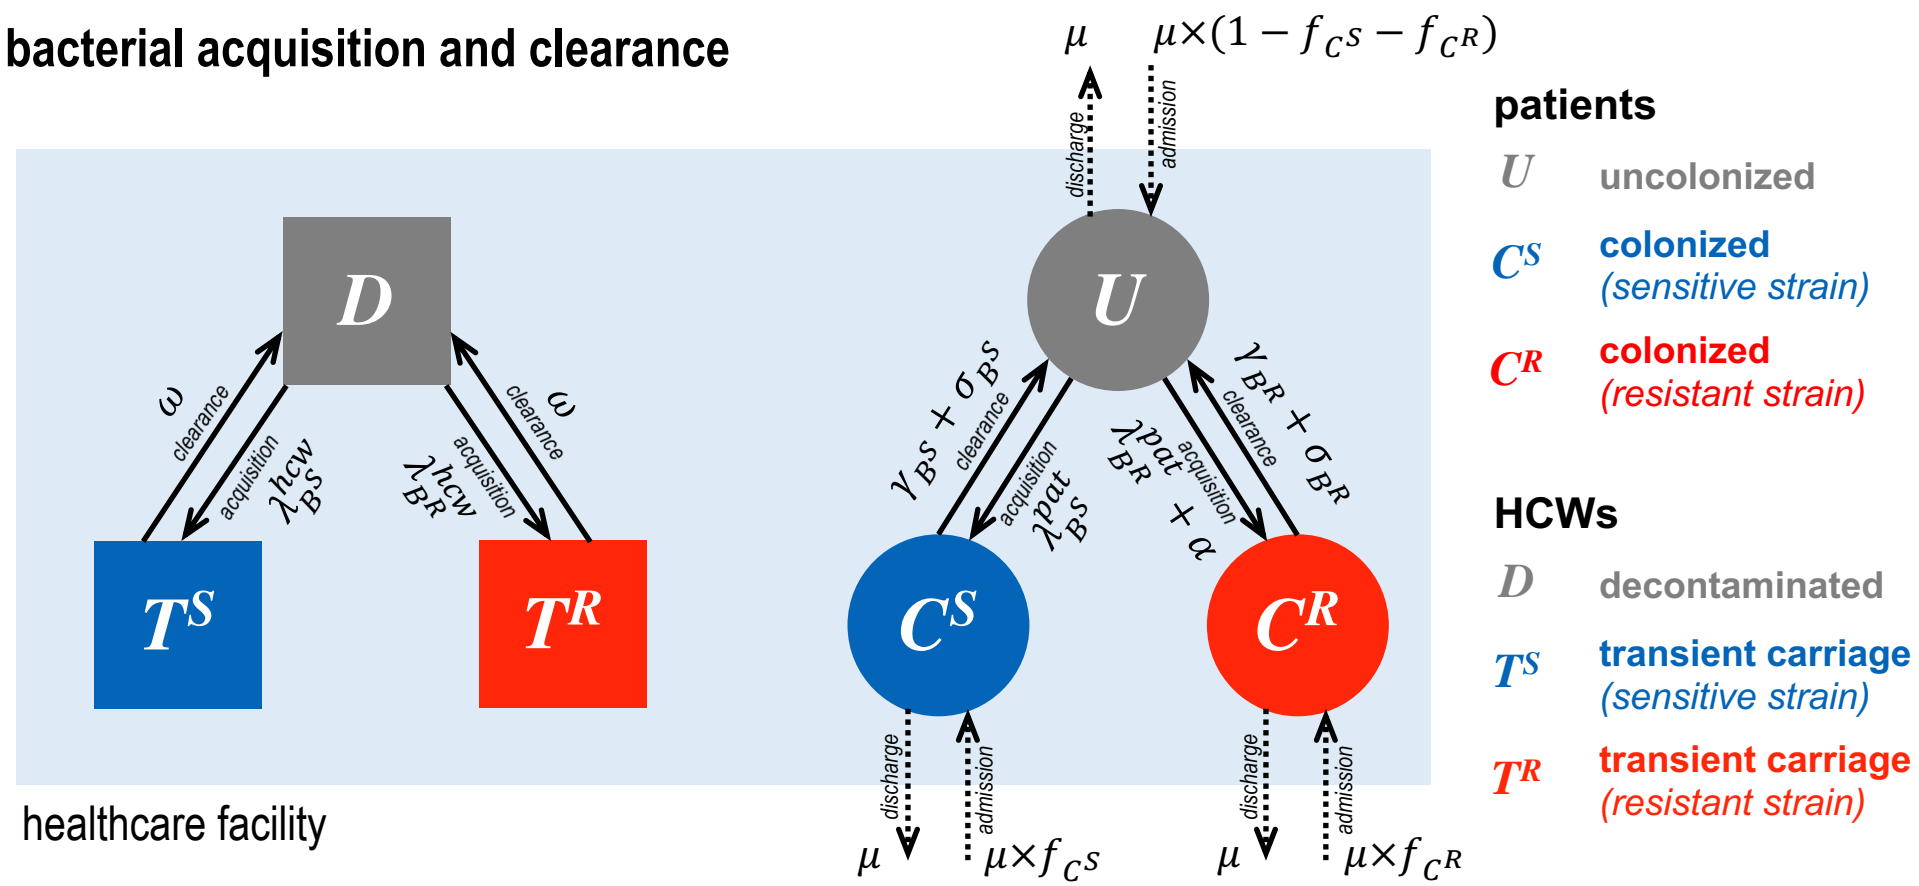 bacterial acquisition and clearance
μ
μ×(1 − f_{C^S} − f_{C^R})
discharge
admission
D
U
ω
clearance
acquisition
λ^{hcw}_{B^S}
λ^{hcw}_{B^R}
acquisition
clearance
ω
γ_{B^S} + σ_{B^S}
clearance
acquisition
λ^{pat}_{B^S}
λ^{pat}_{B^R} + α
acquisition
clearance
γ_{B^R} + σ_{B^R}
T^S
T^R
C^S
C^R
discharge
admission
discharge
admission
μ
μ×f_{C^S}
μ
μ×f_{C^R}
healthcare facility
patients
U uncolonized
C^S colonized
(sensitive strain)
C^R colonized
(resistant strain)
HCWs
D decontaminated
T^S transient carriage
(sensitive strain)
T^R transient carriage
(resistant strain)